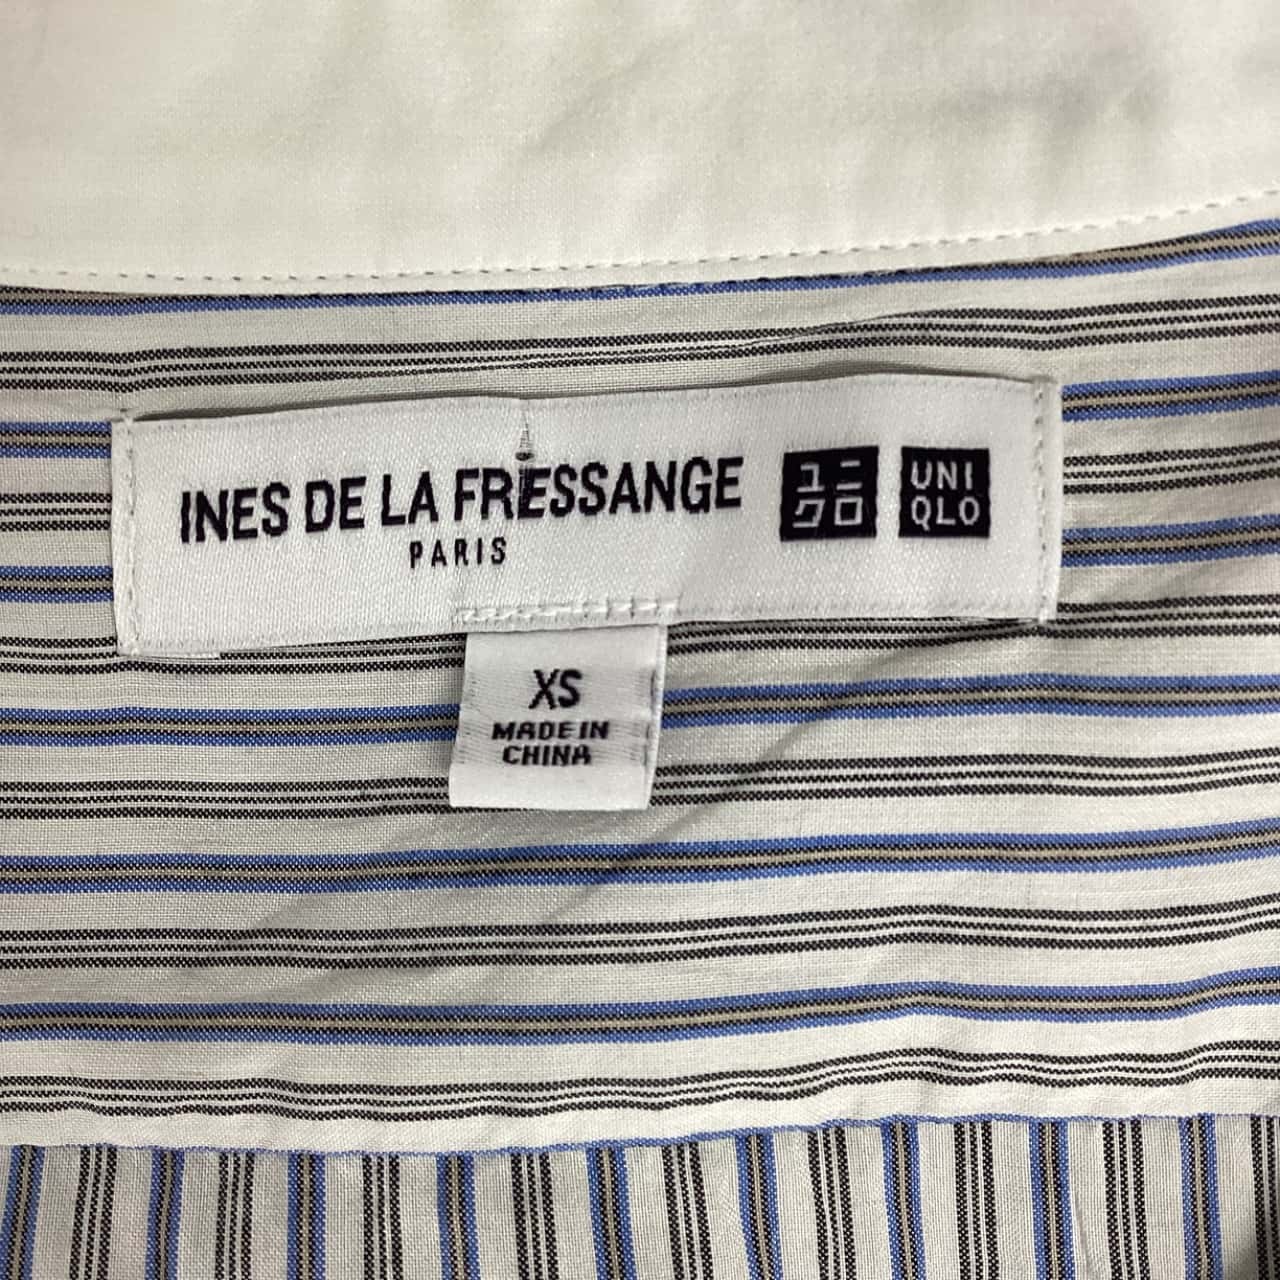 INES DE LA FRESSANGE
PARIS
ユニ
クロ
UNI
QLO
XS
MADE IN
CHINA